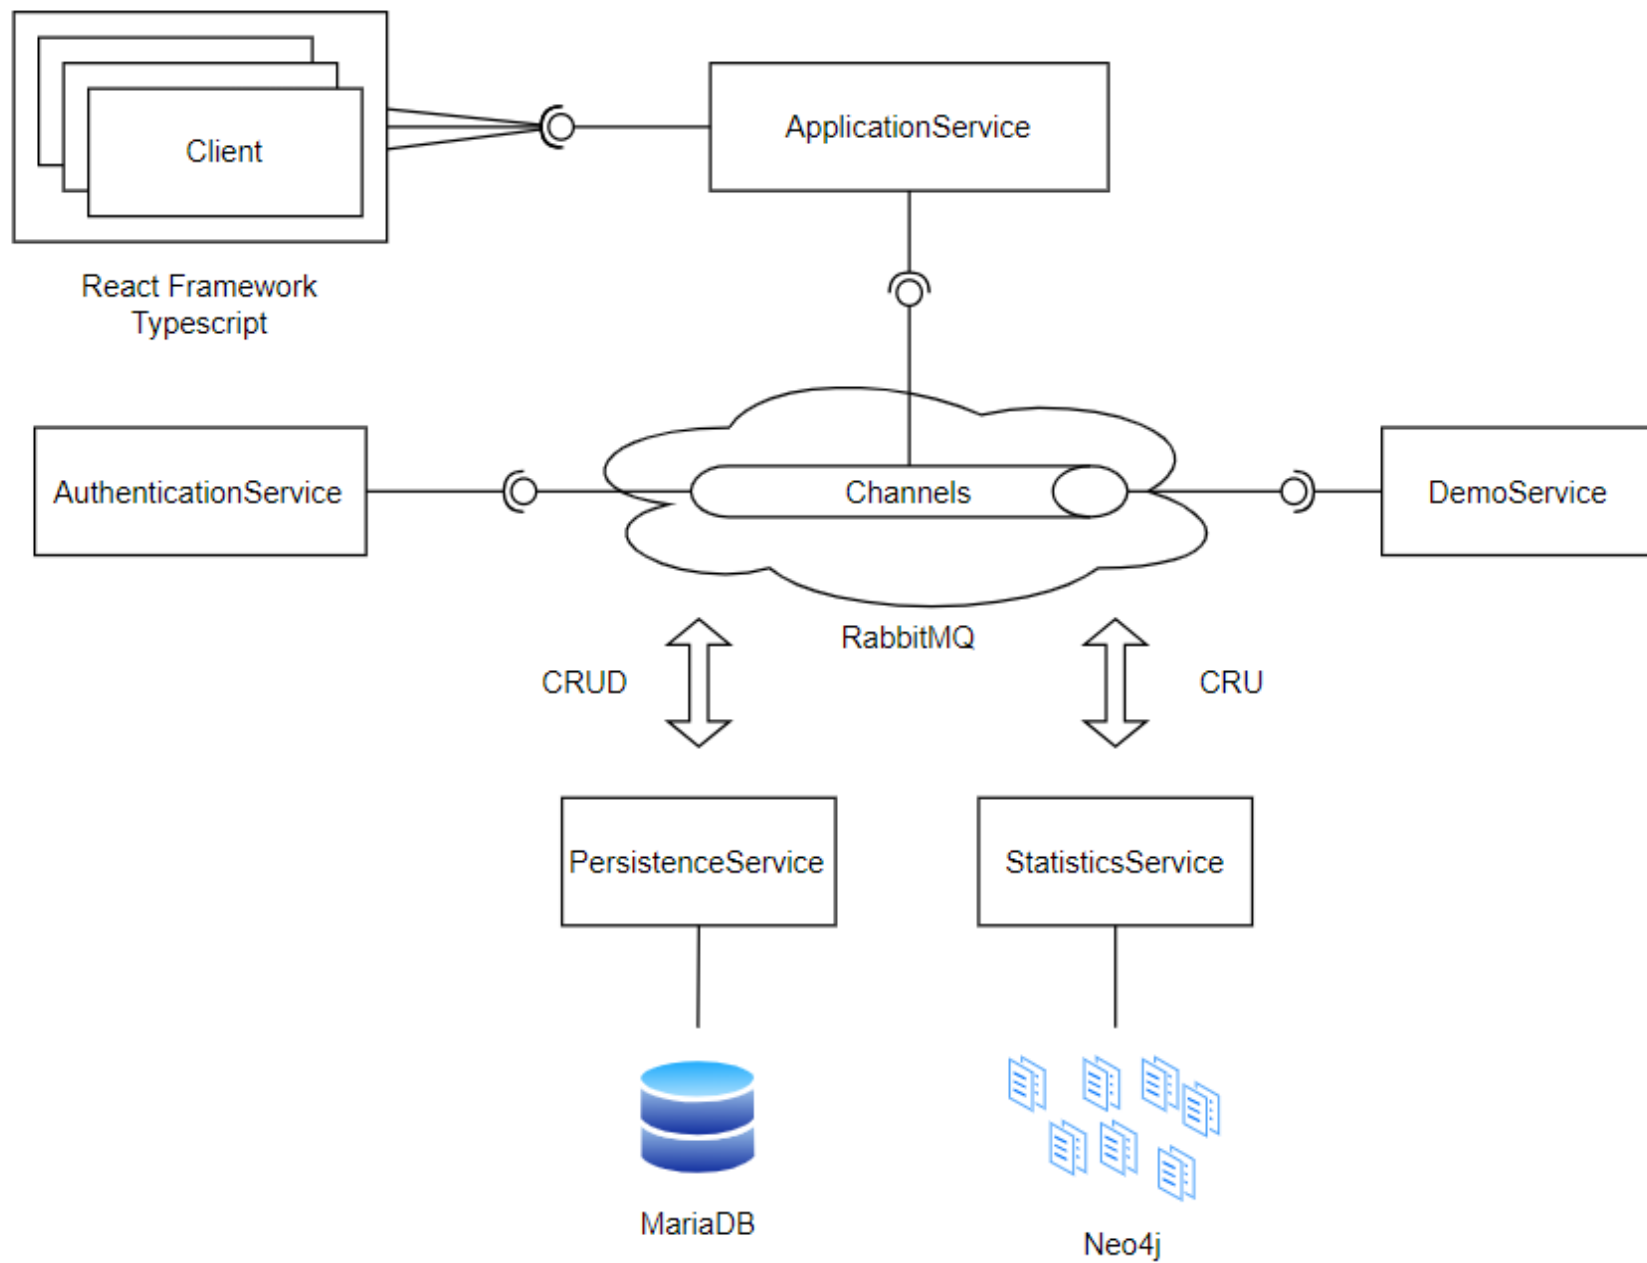 Client
ApplicationService
React Framework
Typescript
AuthenticationService
Channels
DemoService
RabbitMQ
CRUD
CRU
PersistenceService
StatisticsService
MariaDB
Neo4j